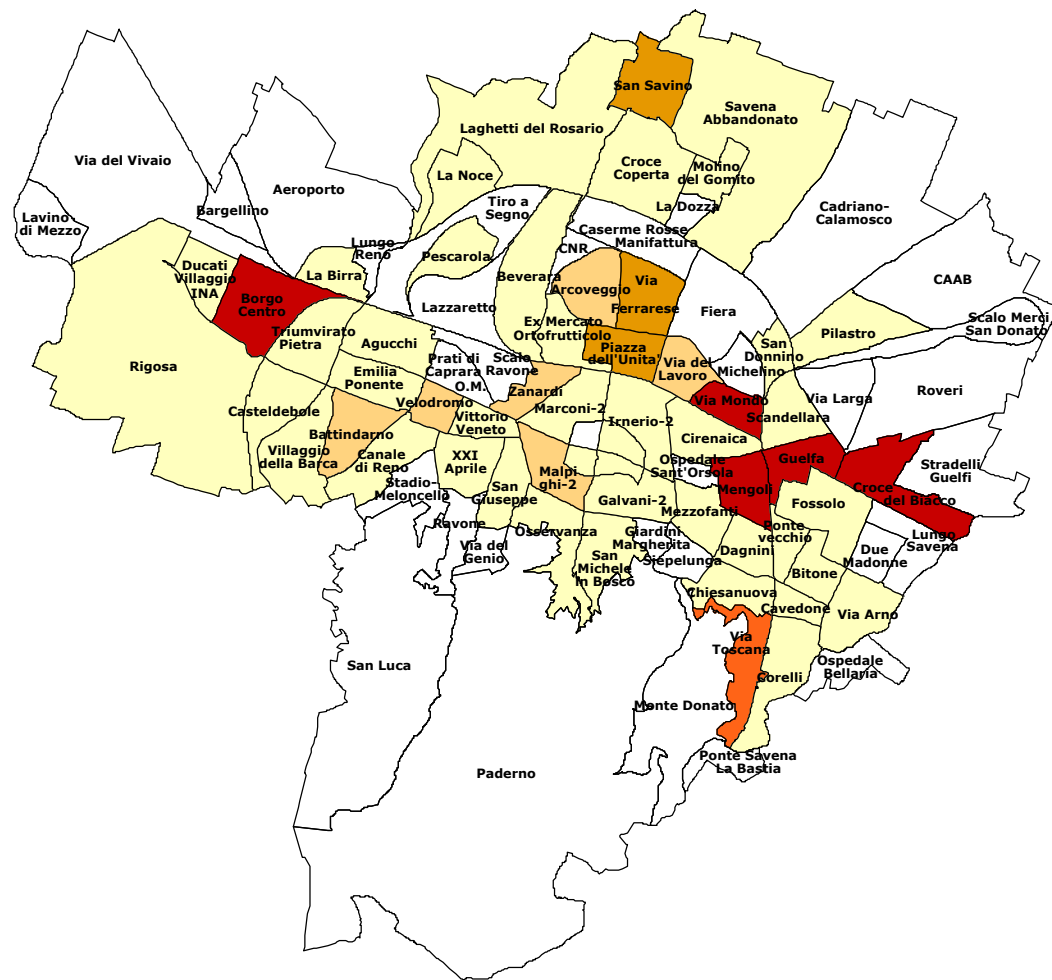 San Savino
Savena
Abbandonato
Laghetti del Rosario
Via del Vivaio
Aeroporto
La Noce
Croce
Coperta
Molino
del Gomito
Bargellino
Lavino
di Mezzo
Tiro a
Segno
La Dozza
Cadriano-
Calamosco
Lungo
Reno
Caserme Rosse
Manifattura
CNR
Pescarola
La Birra
Ducati
Villaggio
INA
Beverara
Arcoveggio
Via
Ferrarese
CAAB
Borgo
Centro
Lazzaretto
Fiera
Scalo Merci
San Donato
Triumvirato
Pietra
Agucchi
Ex Mercato
Ortofrutticolo
Piazza
dell'Unita'
San
Donnino
Pilastro
Rigosa
Emilia
Ponente
Prati di
Caprara
O.M.
Scalo
Ravone
Via del
Lavoro
Michelino
Roveri
Zanardi
Via Mondo
Via Larga
Casteldebole
Velodromo
Vittorio
Veneto
Marconi-2
Irnerio-2
Scandellara
Battindarno
Cirenaica
Villaggio
della Barca
Canale
di Reno
XXI
Aprile
Malpi
ghi-2
Ospedale
Sant'Orsola
Guelfa
Stradelli
Guelfi
Stadio-
Meloncello
San
Giuseppe
Galvani-2
Mezzofanti
Mengoli
Fossolo
Croce
del Biacco
Ravone
Osservanza
Giardini
Margherita
Ponte
vecchio
Lungo
Savena
Via del
Genio
San
Michele
In Bosco
Siepelunga
Dagnini
Bitone
Due
Madonne
Chiesanuova
Cavedone
Via Arno
Via
Toscana
San Luca
Ospedale
Bellaria
Corelli
Monte Donato
Ponte Savena
La Bastia
Paderno